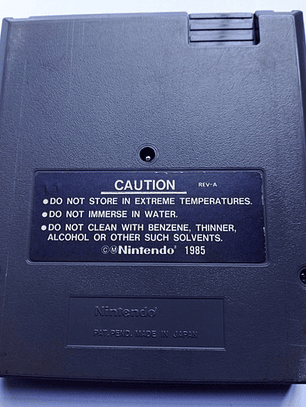 CAUTION REV-A
●DO NOT STORE IN EXTREME TEMPERATURES.
●DO NOT IMMERSE IN WATER.
●DO NOT CLEAN WITH BENZENE, THINNER,
ALCOHOL OR OTHER SUCH SOLVENTS.
©ⓂNintendo® 1985
Nintendo®
PAT. PEND. MADE IN JAPAN